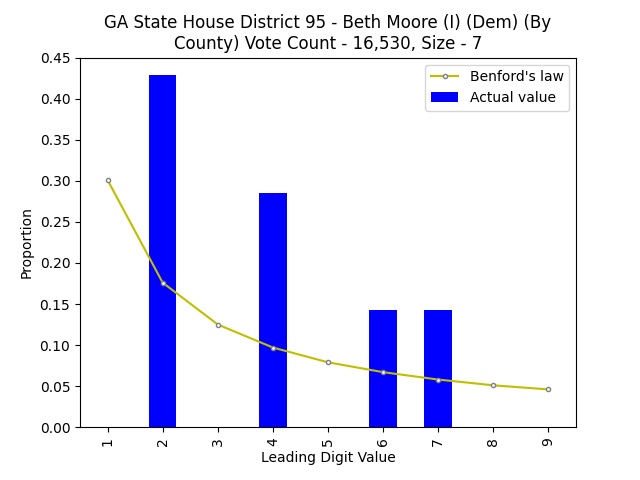 GA State House District 95 - Beth Moore (I) (Dem) (By
County) Vote Count - 16,530, Size - 7
Benford's law
Actual value
Proportion
0.45
0.40
0.35
0.30
0.25
0.20
0.15
0.10
0.05
0.00
1 2 3 4 5 6 7 8 9
Leading Digit Value